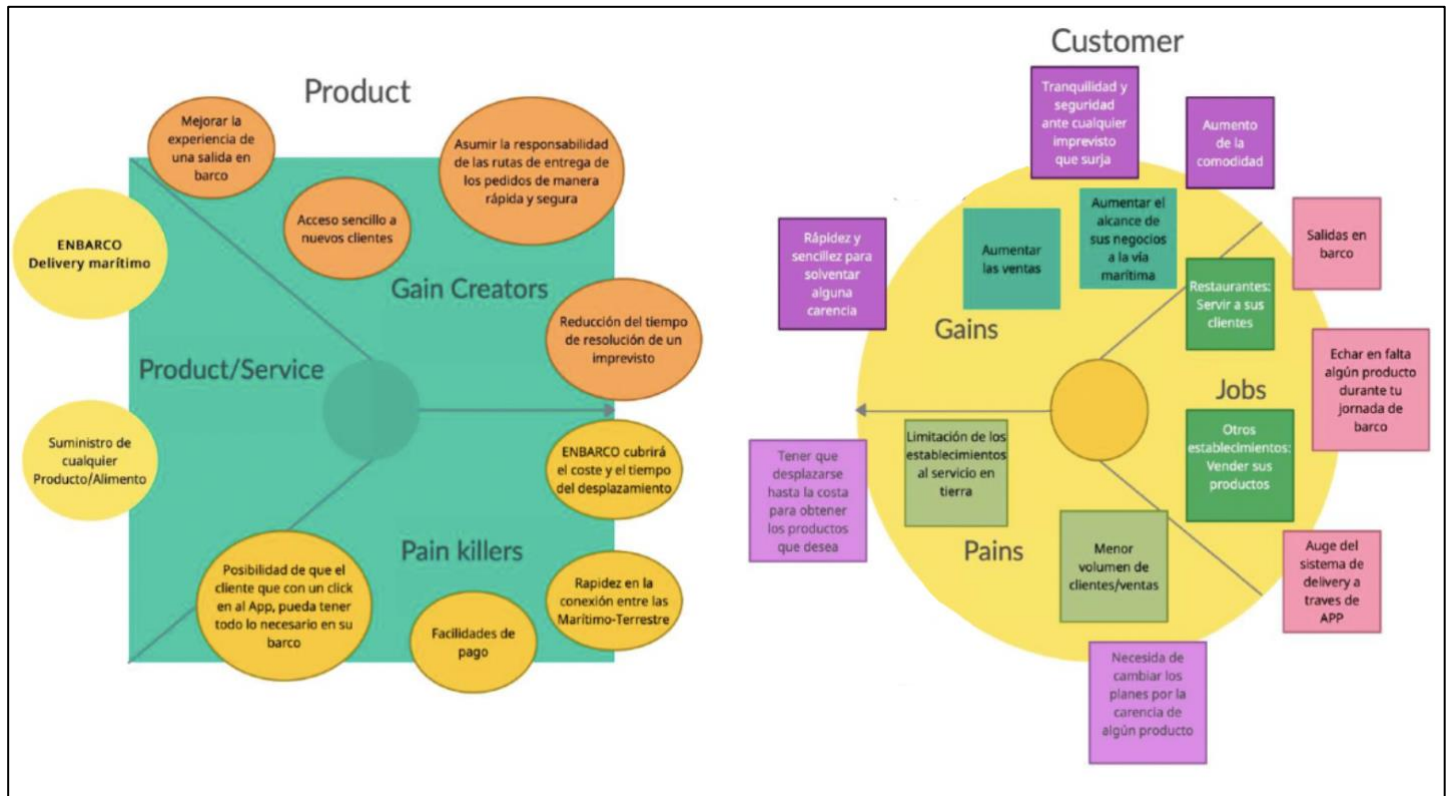 Product
Mejorar la
experiencia de
una salida en
barco
Asumir la responsabilidad
de las rutas de entrega de
los pedidos de manera
rápida y segura
Acceso sencillo a
nuevos clientes
ENBARCO
Delivery marítimo
Gain Creators
Reducción del tiempo
de resolución de un
imprevisto
Product/Service
Suministro de
cualquier
Producto/Alimento
ENBARCO cubrirá
el coste y el tiempo
del desplazamiento
Pain killers
Posibilidad de que el
cliente que con un click
en al App, pueda tener
todo lo necesario en su
barco
Facilidades de
pago
Rapidez en la
conexión entre las
Marítimo-Terrestre
Customer
Tranquilidad y
seguridad
ante cualquier
imprevisto
que surja
Aumento
de la
comodidad
Rápidez y
sencillez para
solventar
alguna
carencia
Aumentar
las ventas
Aumentar el
alcance de
sus negocios
a la vía
marítima
Salidas en
barco
Restaurantes:
Servir a sus
clientes
Gains
Echar en falta
algún producto
durante tu
jornada de
barco
Jobs
Otros
establecimientos:
Vender sus
productos
Limitación de los
establecimientos
al servicio en
tierra
Tener que
desplazarse
hasta la costa
para obtener
los productos
que desea
Pains
Menor
volumen de
clientes/ventas
Auge del
sistema de
delivery a
traves de
APP
Necesida de
cambiar los
planes por la
carencia de
algún producto